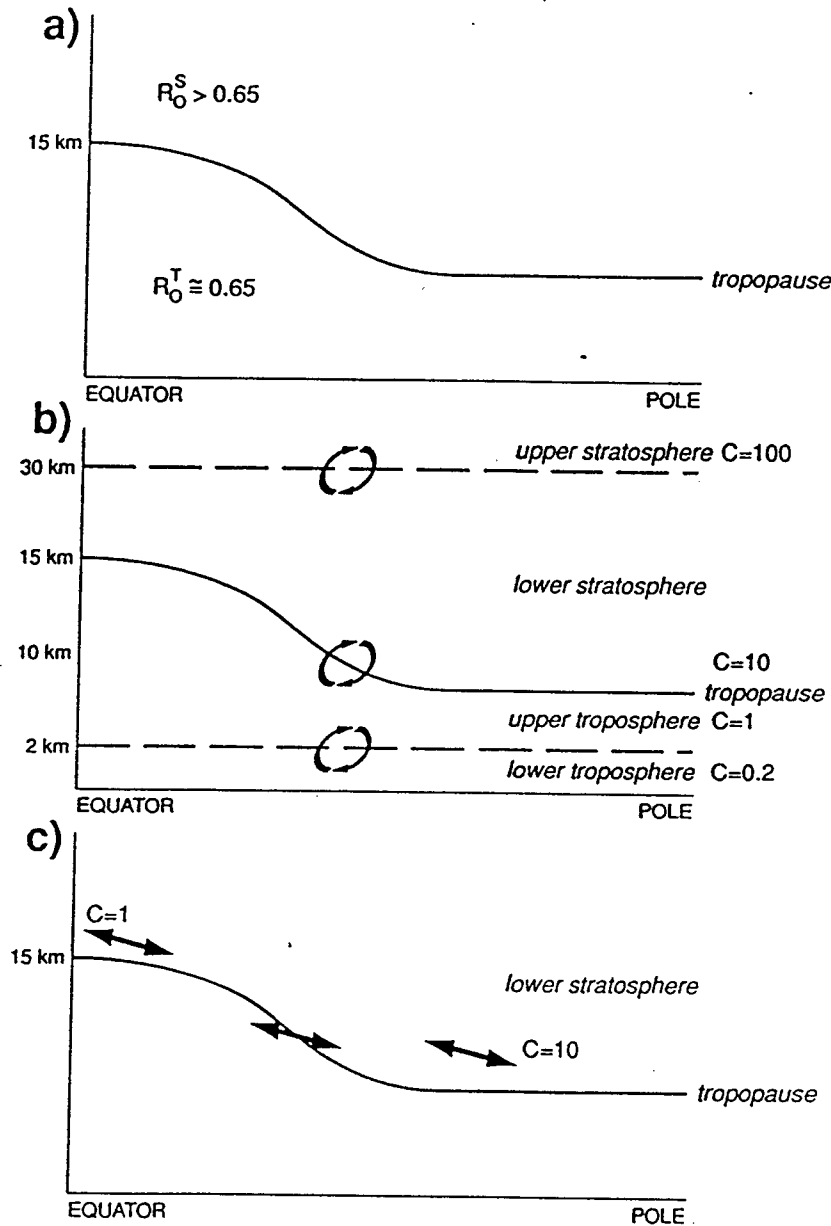 a)
R_O^S > 0.65
15 km
R_O^T ≅ 0.65
tropopause
EQUATOR POLE
b)
upper stratosphere C=100
30 km
15 km
lower stratosphere
10 km
C=10
tropopause
upper troposphere C=1
2 km
lower troposphere C=0.2
EQUATOR POLE
c)
C=1
15 km
lower stratosphere
C=10
tropopause
EQUATOR POLE